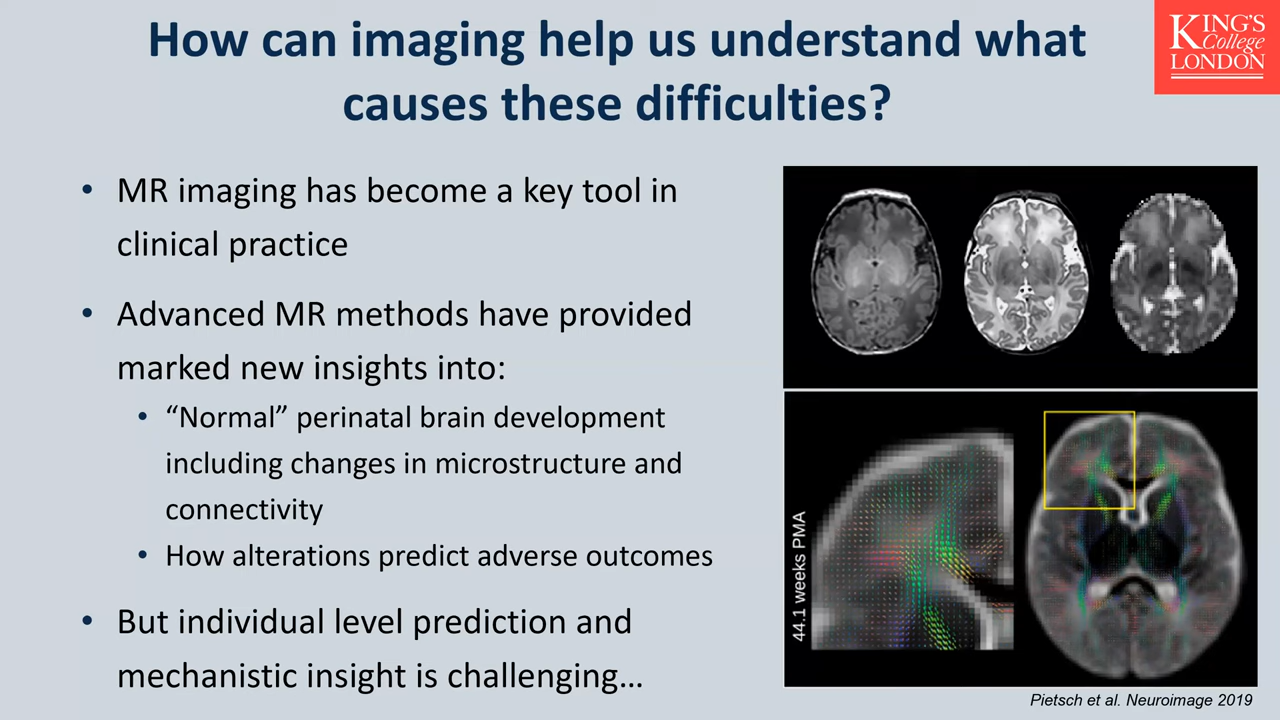 How can imaging help us understand what
causes these difficulties?
KING'S
College
LONDON
• MR imaging has become a key tool in
clinical practice
• Advanced MR methods have provided
marked new insights into:
• “Normal” perinatal brain development
including changes in microstructure and
connectivity
• How alterations predict adverse outcomes
• But individual level prediction and
mechanistic insight is challenging…
44.1 weeks PMA
Pietsch et al. Neuroimage 2019